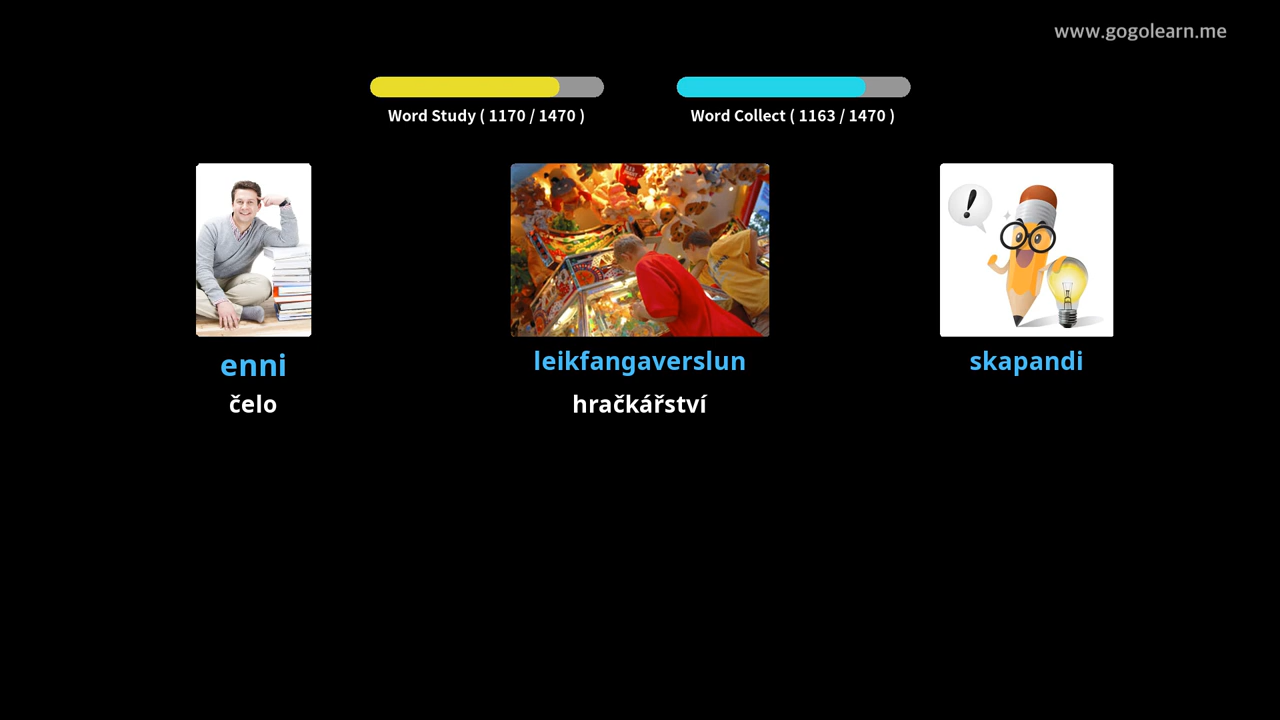 www.gogolearn.me
Word Study ( 1170 / 1470 )
Word Collect ( 1163 / 1470 )
enni
leikfangaverslun
skapandi
čelo
hračkářství